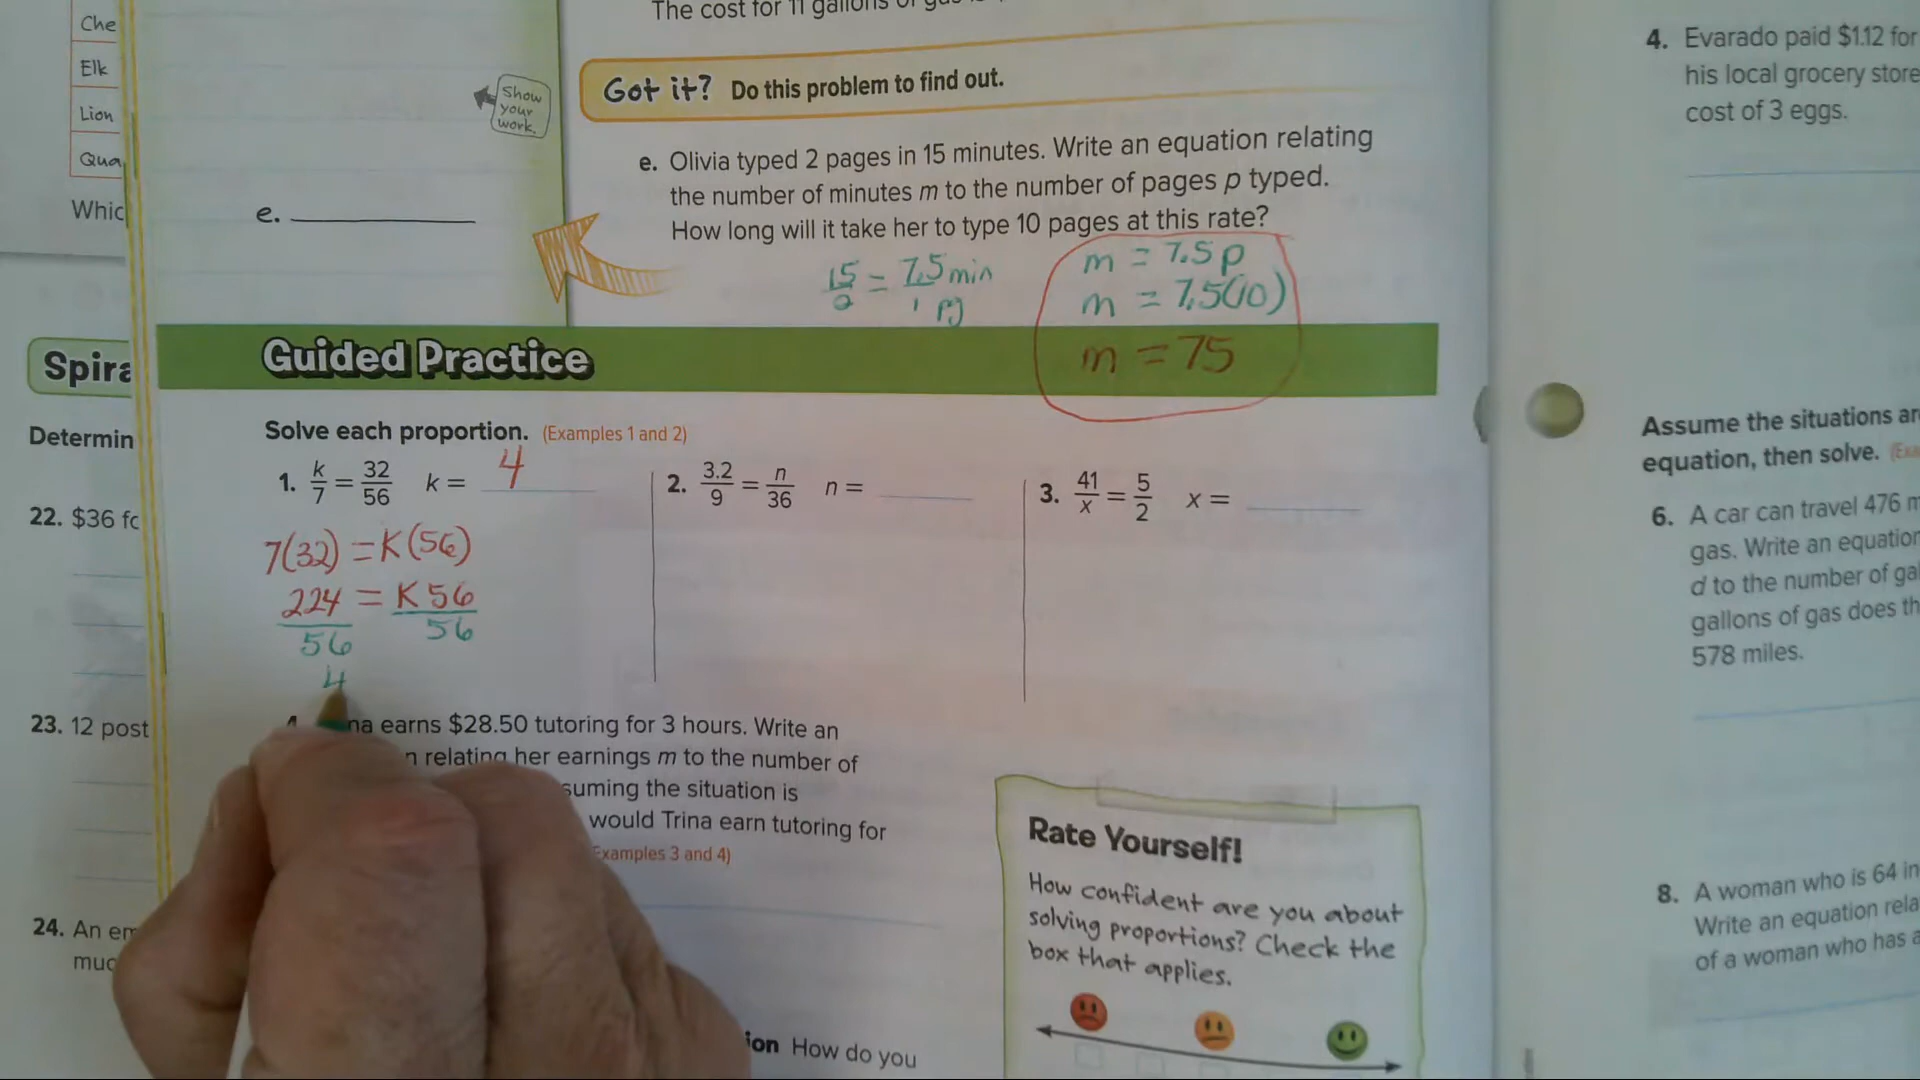 Che
Elk
Lion
Qua
Whic
Show
your
work.
e.
The cost for 11 gallons of
Got it? Do this problem to find out.
e. Olivia typed 2 pages in 15 minutes. Write an equation relating
the number of minutes m to the number of pages p typed.
How long will it take her to type 10 pages at this rate?
15/2 = 7.5 min/1 pg
m = 7.5p
m = 7.5(10)
m = 75
Spira
Determin
22. $36 fo
23. 12 post
24. An em
muc
Guided Practice
Solve each proportion. (Examples 1 and 2)
1. k/7 = 32/56 k = 4
7(32) = K(56)
224 = K 56
56 56
4
2. 3.2/9 = n/36 n =
3. 41/x = 5/2 x =
na earns $28.50 tutoring for 3 hours. Write an
n relating her earnings m to the number of
suming the situation is
would Trina earn tutoring for
Examples 3 and 4)
ion How do you
Rate Yourself!
How confident are you about
solving proportions? Check the
box that applies.
4. Evarado paid $1.12 for
his local grocery store
cost of 3 eggs.
Assume the situations are
equation, then solve.
6. A car can travel 476 m
gas. Write an equation
d to the number of gal
gallons of gas does th
578 miles.
8. A woman who is 64 in
Write an equation rela
of a woman who has a